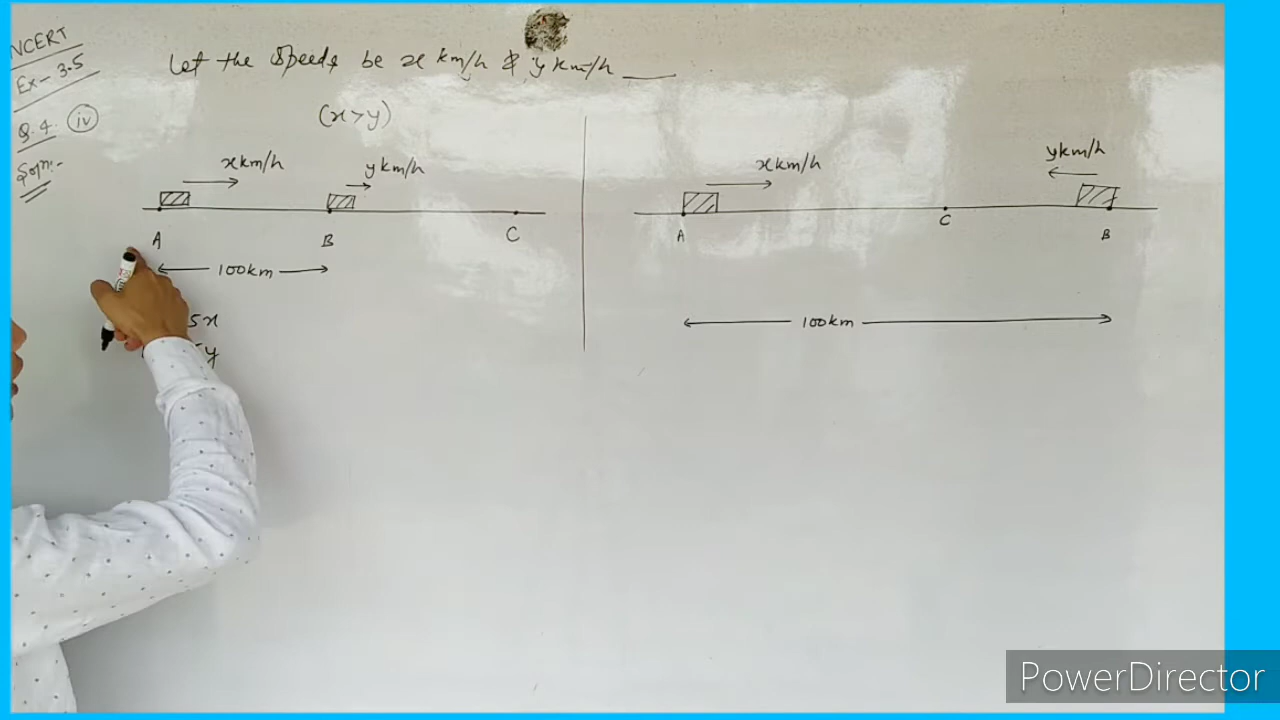 NCERT
Ex-3.5
Q.4. (iv)
Soln:-
Let the Speeds be x km/h & y km/h
(x>y)
x km/h
y km/h
A
B
C
100km
5x
y
x km/h
y km/h
A
C
B
100km
PowerDirector